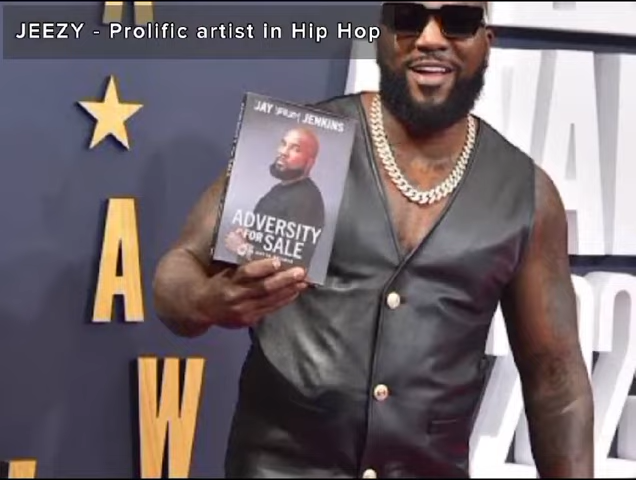 JEEZY - Prolific artist in Hip Hop
JAY "JEEZY" JENKINS
ADVERSITY
FOR
SALE
A
W